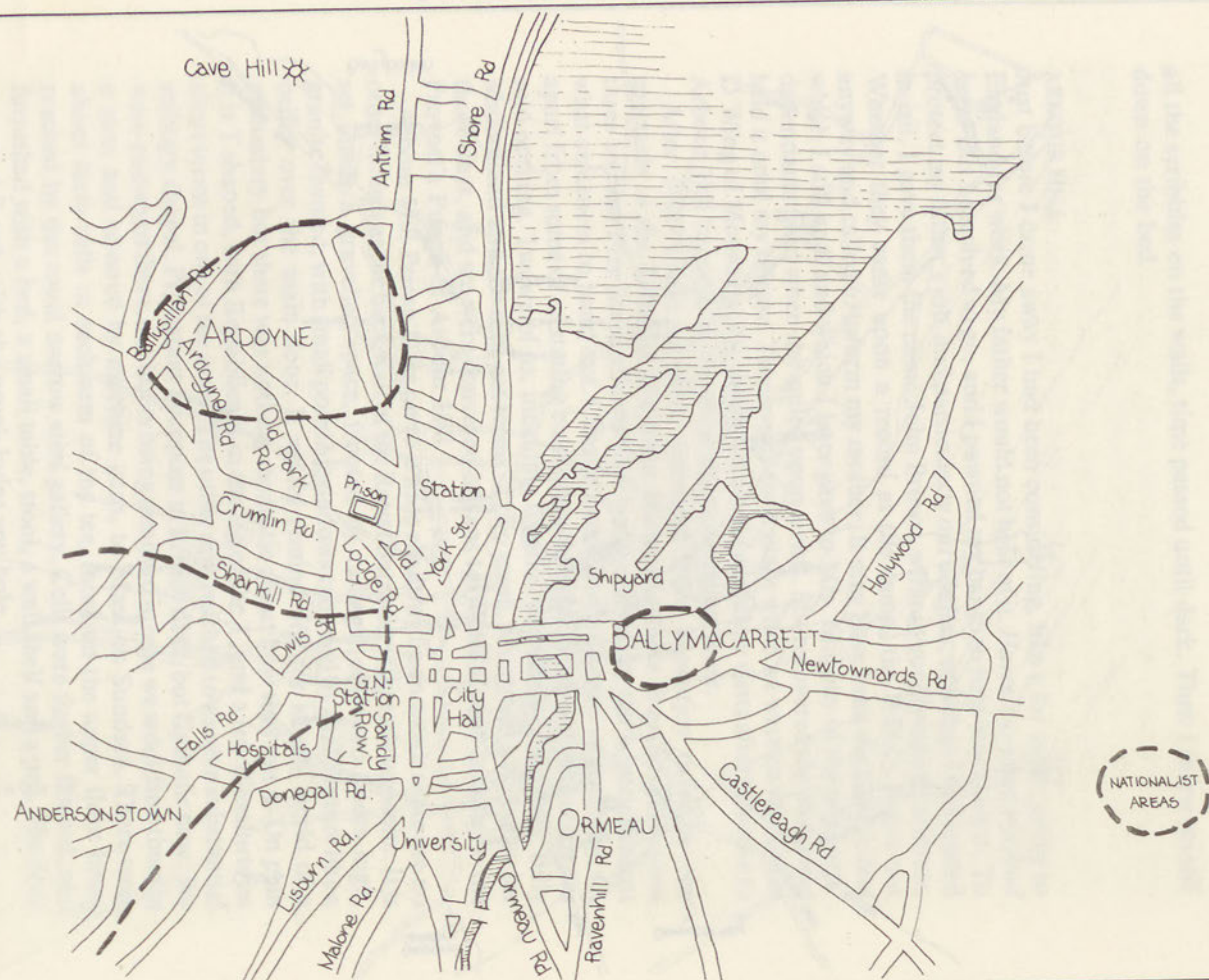 Cave Hill
Antrim Rd
Shore Rd
Ballysillan Rd.
ARDOYNE
Ardoyne Rd.
Old Park
Rd.
Prison
Station
Crumlin Rd.
Old
Lodge Rd.
York St.
Shankill Rd
Shipyard
Hollywood Rd
Divis St.
BALLYMACARRETT
Newtownards Rd
G.N.
Station
City
Hall
Sandy
Row
Falls Rd.
Hospitals
Donegall Rd.
ANDERSONSTOWN
Castlereagh Rd
NATIONALIST
AREAS
University
ORMEAU
Lisburn Rd.
Malone Rd.
Ormeau Rd
Ravenhill Rd.